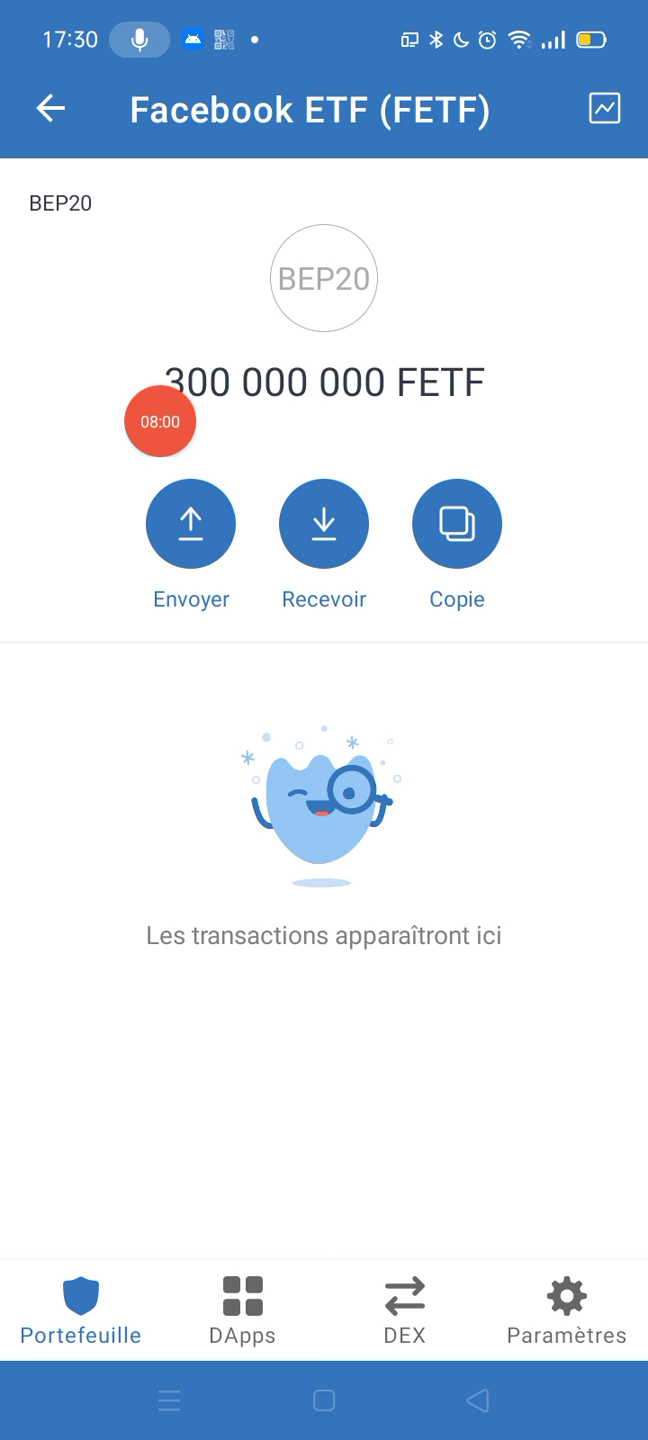 17:30
Facebook ETF (FETF)
BEP20
BEP20
300 000 000 FETF
08:00
Envoyer
Recevoir
Copie
Les transactions apparaîtront ici
Portefeuille
DApps
DEX
Paramètres